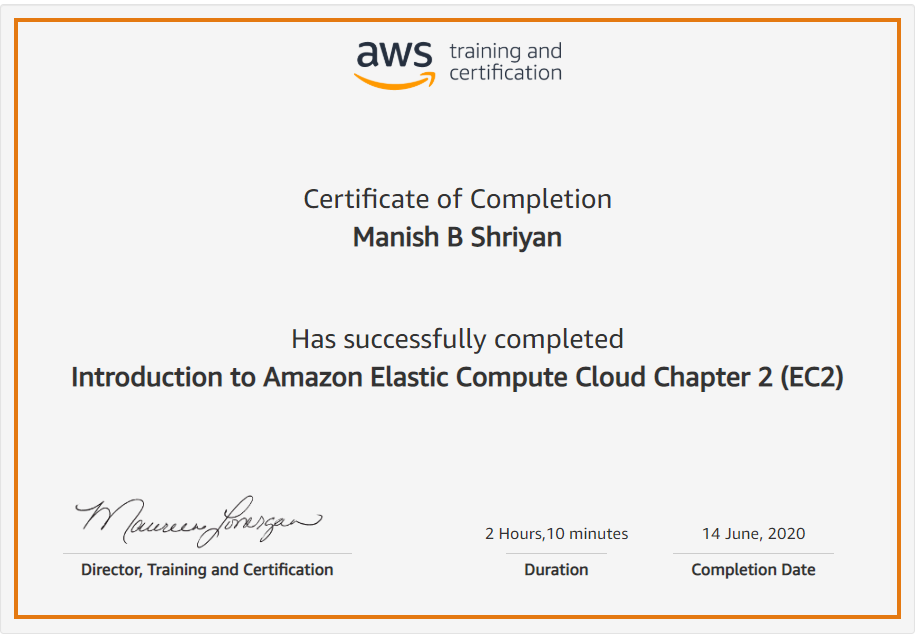 aws training and
certification
Certificate of Completion
Manish B Shriyan
Has successfully completed
Introduction to Amazon Elastic Compute Cloud Chapter 2 (EC2)
Maureen Lonergan
2 Hours,10 minutes
14 June, 2020
Director, Training and Certification
Duration
Completion Date